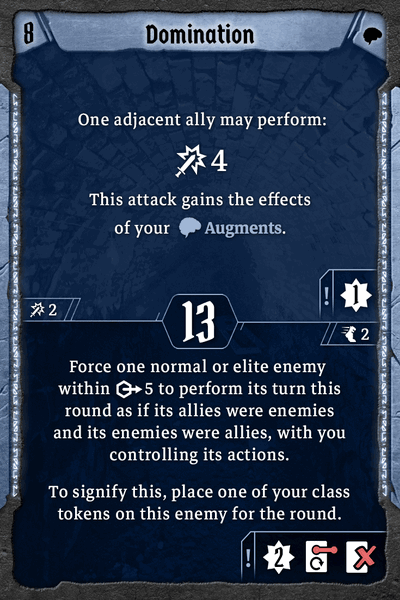 8 Domination
One adjacent ally may perform:
4
This attack gains the effects
of your Augments.
! 1
2 13 2
Force one normal or elite enemy
within 5 to perform its turn this
round as if its allies were enemies
and its enemies were allies, with you
controlling its actions.
To signify this, place one of your class
tokens on this enemy for the round.
! 2